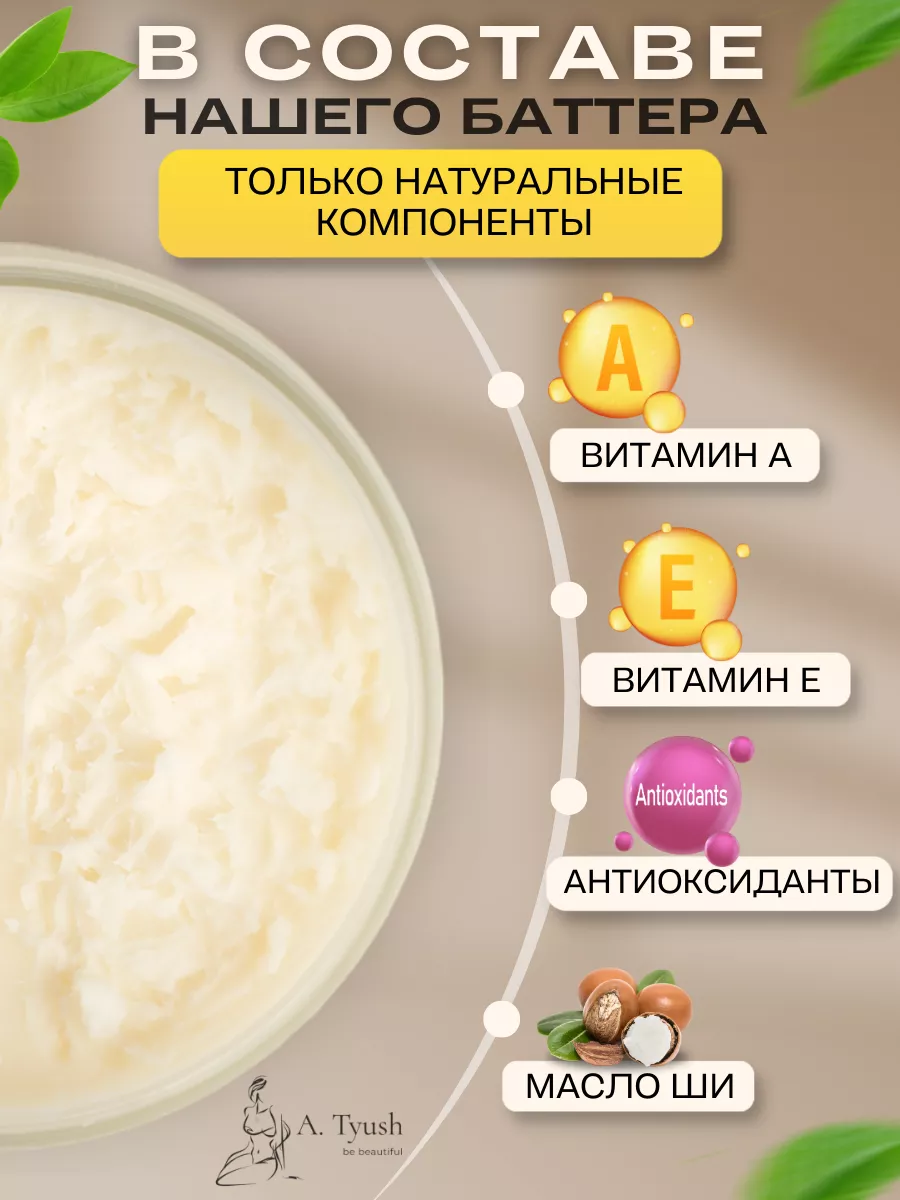 В СОСТАВЕ
НАШЕГО БАТТЕРА
ТОЛЬКО НАТУРАЛЬНЫЕ
КОМПОНЕНТЫ
A
ВИТАМИН А
E
ВИТАМИН Е
Antioxidants
АНТИОКСИДАНТЫ
МАСЛО ШИ
A. Tyush
be beautiful